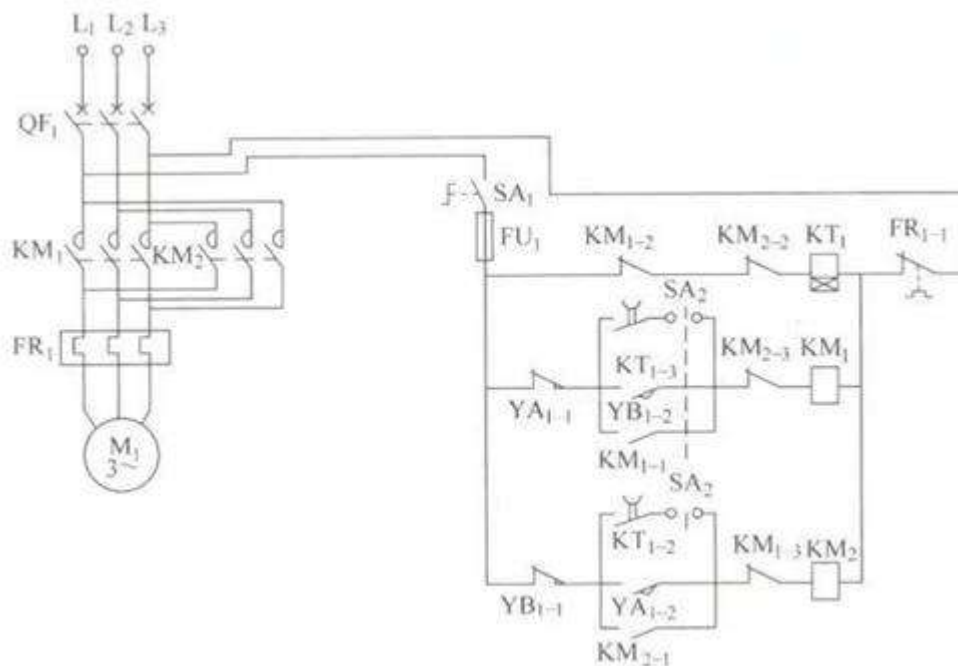 L₁ L₂ L₃
QF₁
SA₁
FU₁
KM₁₋₂ KM₂₋₂ KT₁ FR₁₋₁
KM₁ KM₂
SA₂
FR₁
KT₁₋₃ KM₂₋₃ KM₁
YA₁₋₁ YB₁₋₂
M₁
3~
KM₁₋₁
SA₂
KT₁₋₂
KM₁₋₃ KM₂
YB₁₋₁ YA₁₋₂
KM₂₋₁